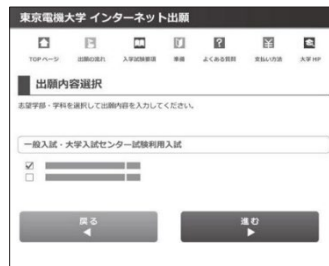 東京電機大学 インターネット出願
TOPページ 出願の流れ 入学試験要項 準備 よくある質問 支払い方法 大学HP
出願内容選択
志望学部・学科を選択して出願内容を入力してください。
一般入試・大学入試センター試験利用入試
戻る 進む